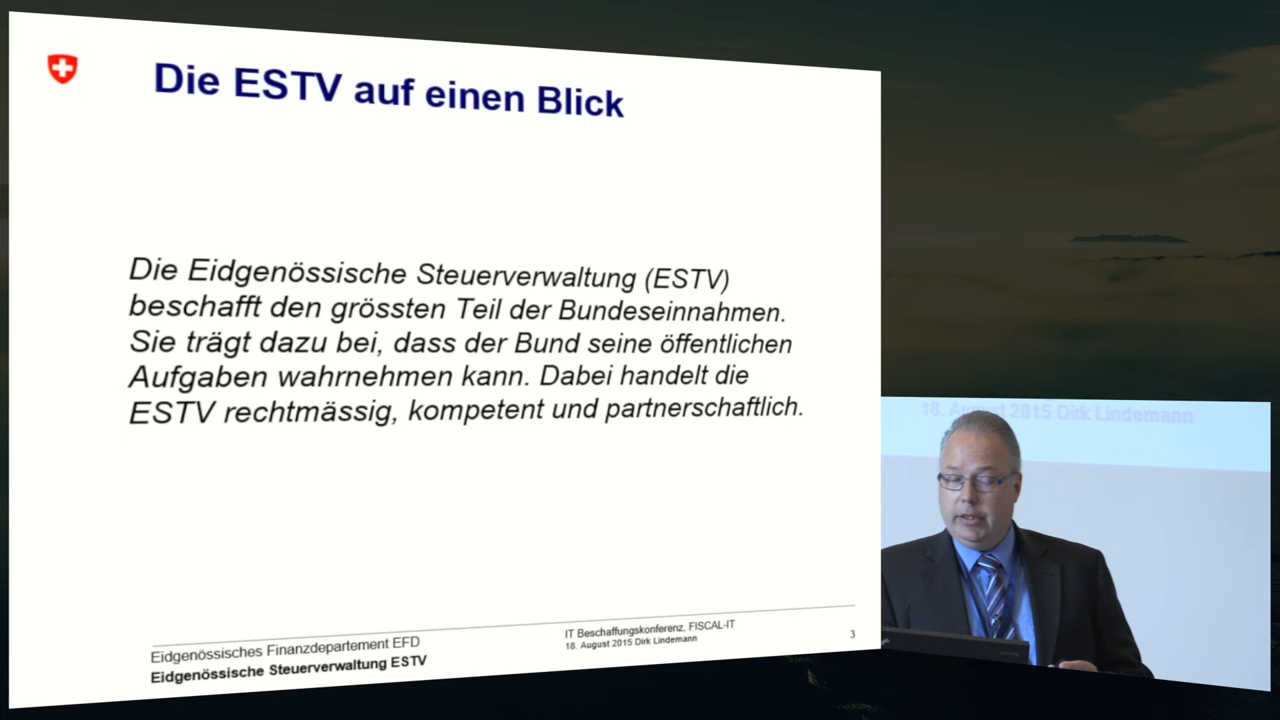 Die ESTV auf einen Blick
Die Eidgenössische Steuerverwaltung (ESTV)
beschafft den grössten Teil der Bundeseinnahmen.
Sie trägt dazu bei, dass der Bund seine öffentlichen
Aufgaben wahrnehmen kann. Dabei handelt die
ESTV rechtmässig, kompetent und partnerschaftlich.
Eidgenössisches Finanzdepartement EFD
Eidgenössische Steuerverwaltung ESTV
IT Beschaffungskonferenz, FISCAL-IT
18. August 2015 Dirk Lindemann
3
18. August 2015 Dirk Lindemann